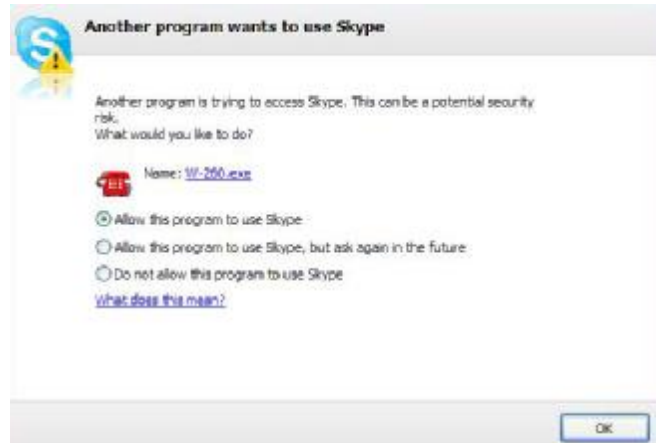 Another program wants to use Skype
Another program is trying to access Skype. This can be a potential security
risk.
What would you like to do?
Name: W-260.exe
Allow this program to use Skype
Allow this program to use Skype, but ask again in the future
Do not allow this program to use Skype
What does this mean?
OK